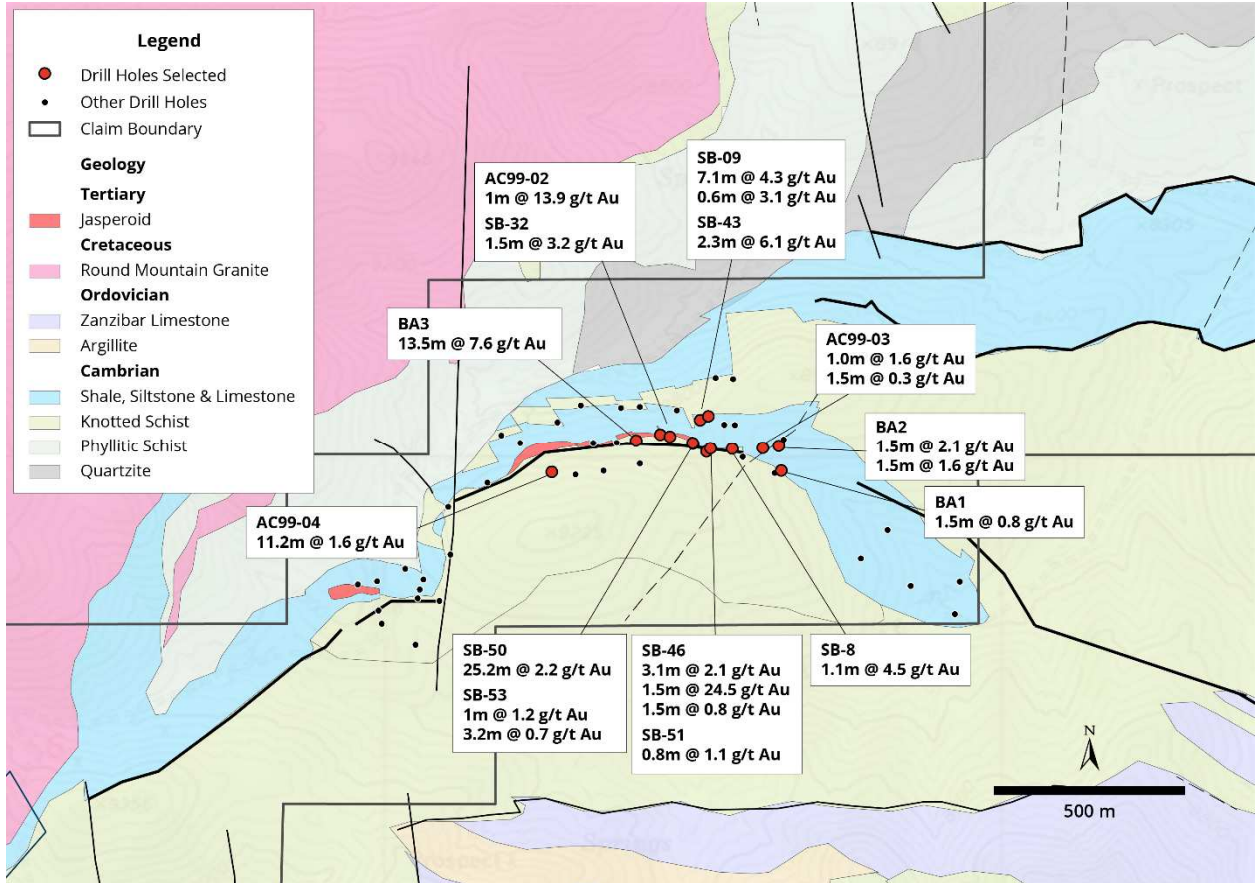 Legend
Drill Holes Selected
Other Drill Holes
Claim Boundary
Geology
Tertiary
Jasperoid
Cretaceous
Round Mountain Granite
Ordovician
Zanzibar Limestone
Argillite
Cambrian
Shale, Siltstone & Limestone
Knotted Schist
Phyllitic Schist
Quartzite
Prospect
AC99-02
1m @ 13.9 g/t Au
SB-32
1.5m @ 3.2 g/t Au
SB-09
7.1m @ 4.3 g/t Au
0.6m @ 3.1 g/t Au
SB-43
2.3m @ 6.1 g/t Au
BA3
13.5m @ 7.6 g/t Au
AC99-03
1.0m @ 1.6 g/t Au
1.5m @ 0.3 g/t Au
BA2
1.5m @ 2.1 g/t Au
1.5m @ 1.6 g/t Au
BA1
1.5m @ 0.8 g/t Au
AC99-04
11.2m @ 1.6 g/t Au
SB-50
25.2m @ 2.2 g/t Au
SB-53
1m @ 1.2 g/t Au
3.2m @ 0.7 g/t Au
SB-46
3.1m @ 2.1 g/t Au
1.5m @ 24.5 g/t Au
1.5m @ 0.8 g/t Au
SB-51
0.8m @ 1.1 g/t Au
SB-8
1.1m @ 4.5 g/t Au
N
500 m